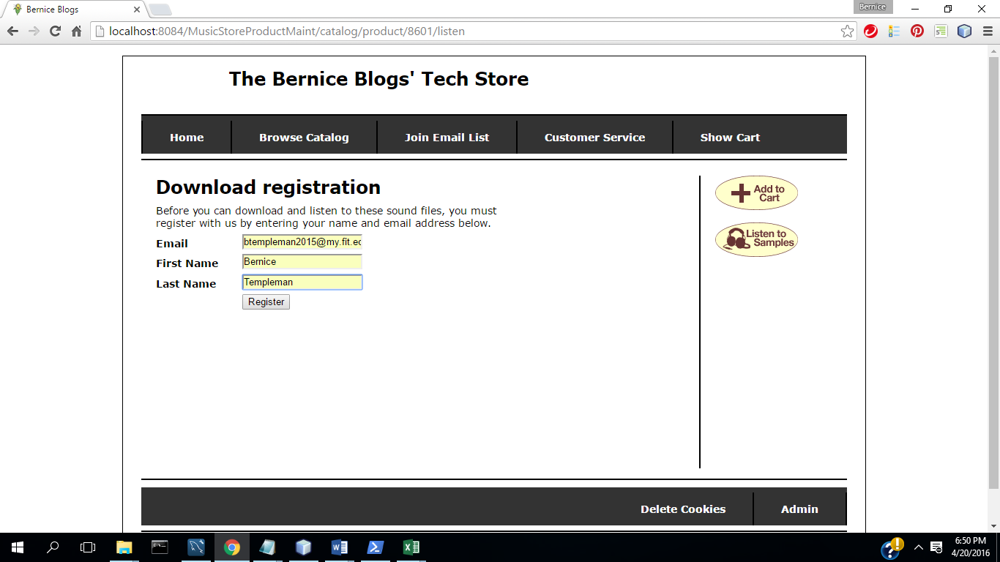 Bernice Blogs
Bernice
localhost:8084/MusicStoreProductMaint/catalog/product/8601/listen
The Bernice Blogs' Tech Store
Home
Browse Catalog
Join Email List
Customer Service
Show Cart
Download registration
Before you can download and listen to these sound files, you must
register with us by entering your name and email address below.
Email
btempleman2015@my.fit.ec
First Name
Bernice
Last Name
Templeman
Register
Add to
Cart
Listen to
Samples
Delete Cookies
Admin
6:50 PM
4/20/2016